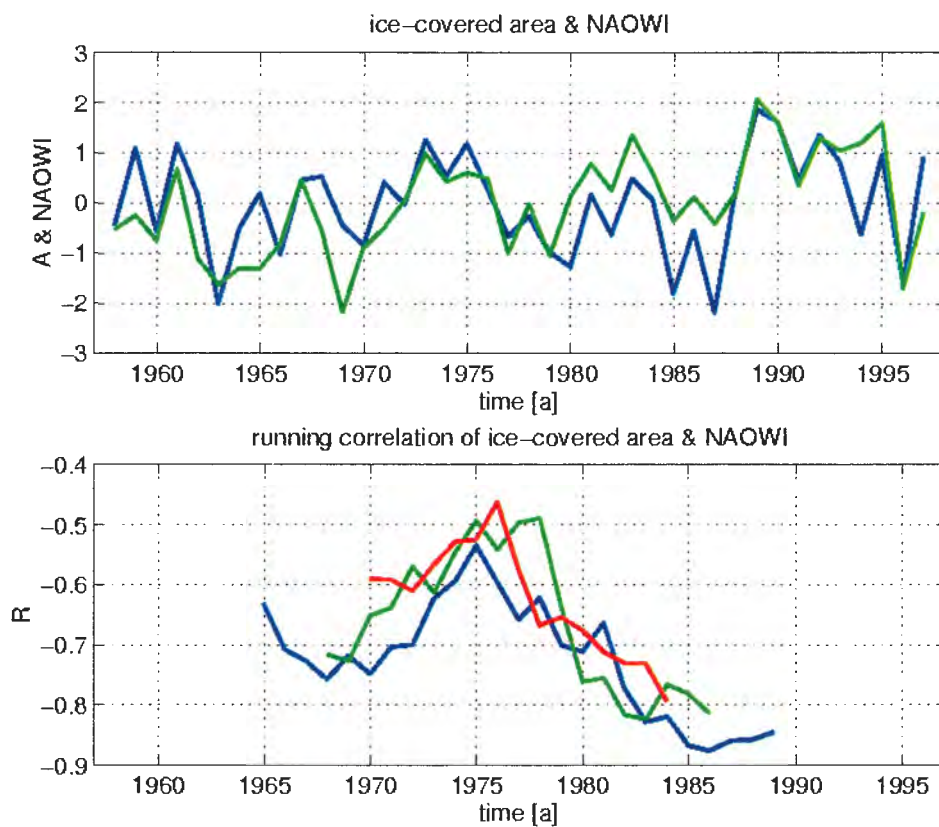 ice−covered area & NAOWI
3
2
1
0
−1
−2
−3
A & NAOWI
1960 1965 1970 1975 1980 1985 1990 1995
time [a]
running correlation of ice−covered area & NAOWI
−0.4
−0.5
−0.6
−0.7
−0.8
−0.9
R
1960 1965 1970 1975 1980 1985 1990 1995
time [a]